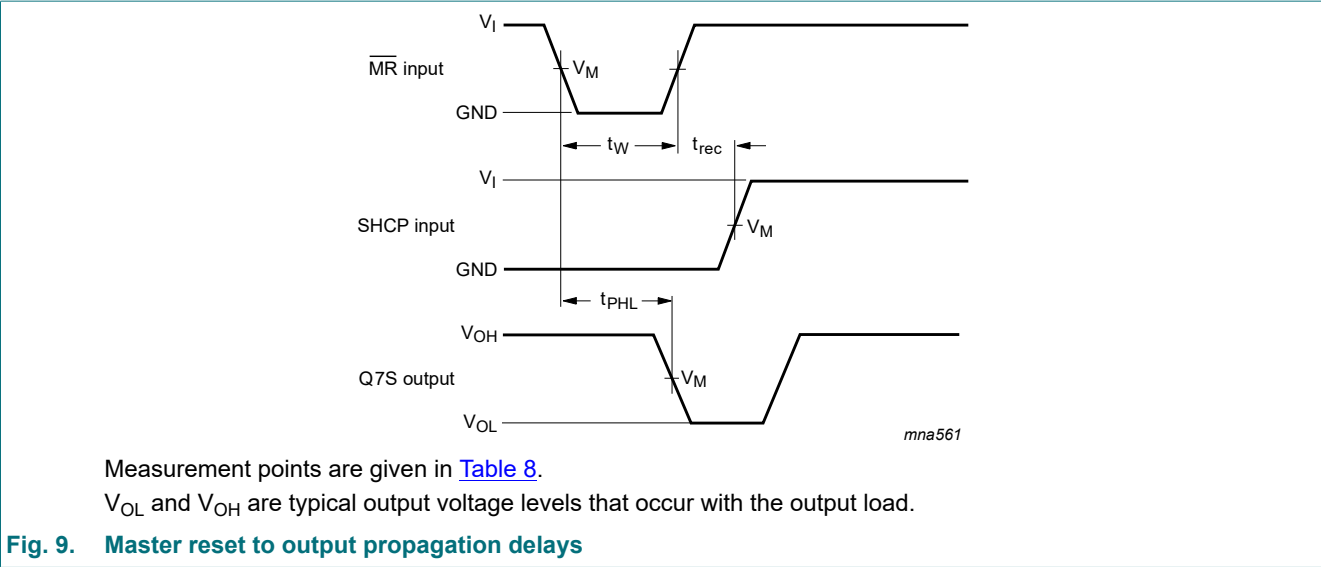 V_I
M̅R̅ input
V_M
GND
t_W
t_rec
V_I
SHCP input
V_M
GND
t_PHL
V_OH
Q7S output
V_M
V_OL
mna561
Measurement points are given in Table 8.
V_OL and V_OH are typical output voltage levels that occur with the output load.
Fig. 9. Master reset to output propagation delays